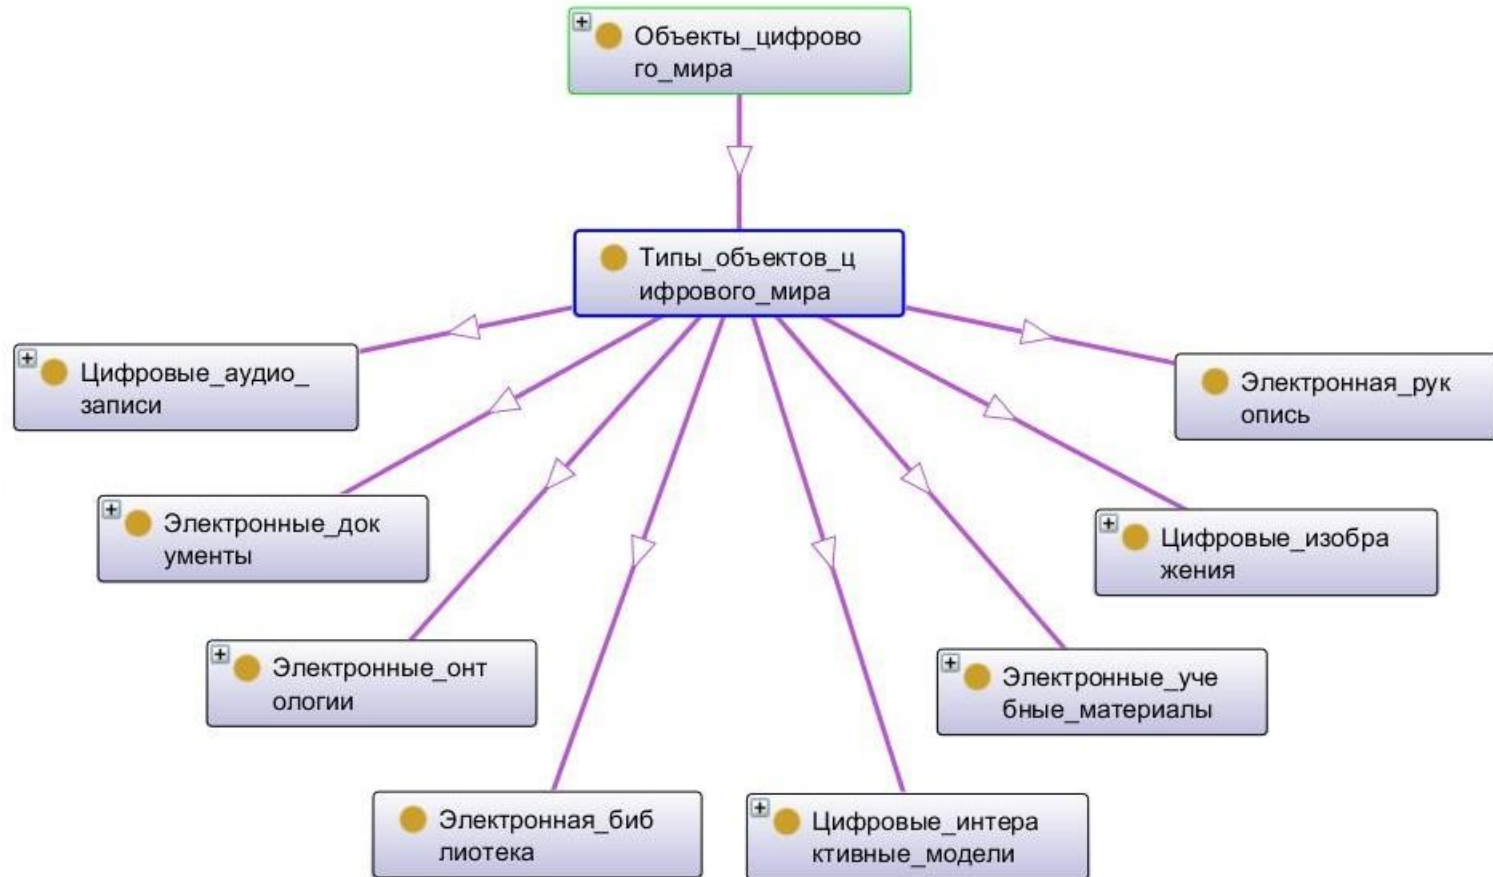 Объекты_цифрово
го_мира
Типы_объектов_ц
ифрового_мира
Цифровые_аудио_
записи
Электронная_рук
опись
Электронные_док
ументы
Цифровые_изобра
жения
Электронные_онт
ологии
Электронные_уче
бные_материалы
Электронная_биб
лиотека
Цифровые_интера
ктивные_модели